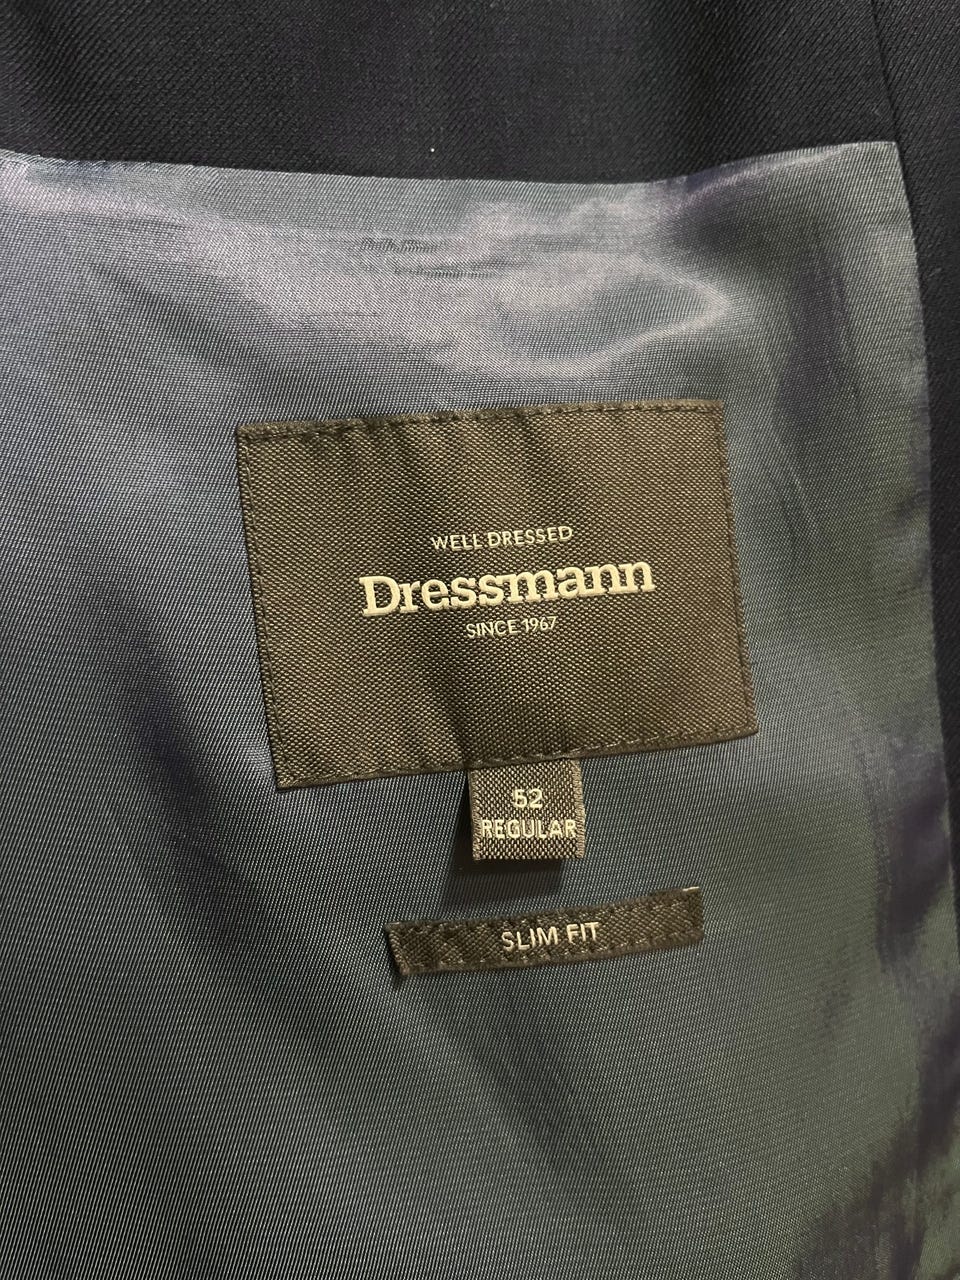 WELL DRESSED
Dressmann
SINCE 1967
52
REGULAR
SLIM FIT